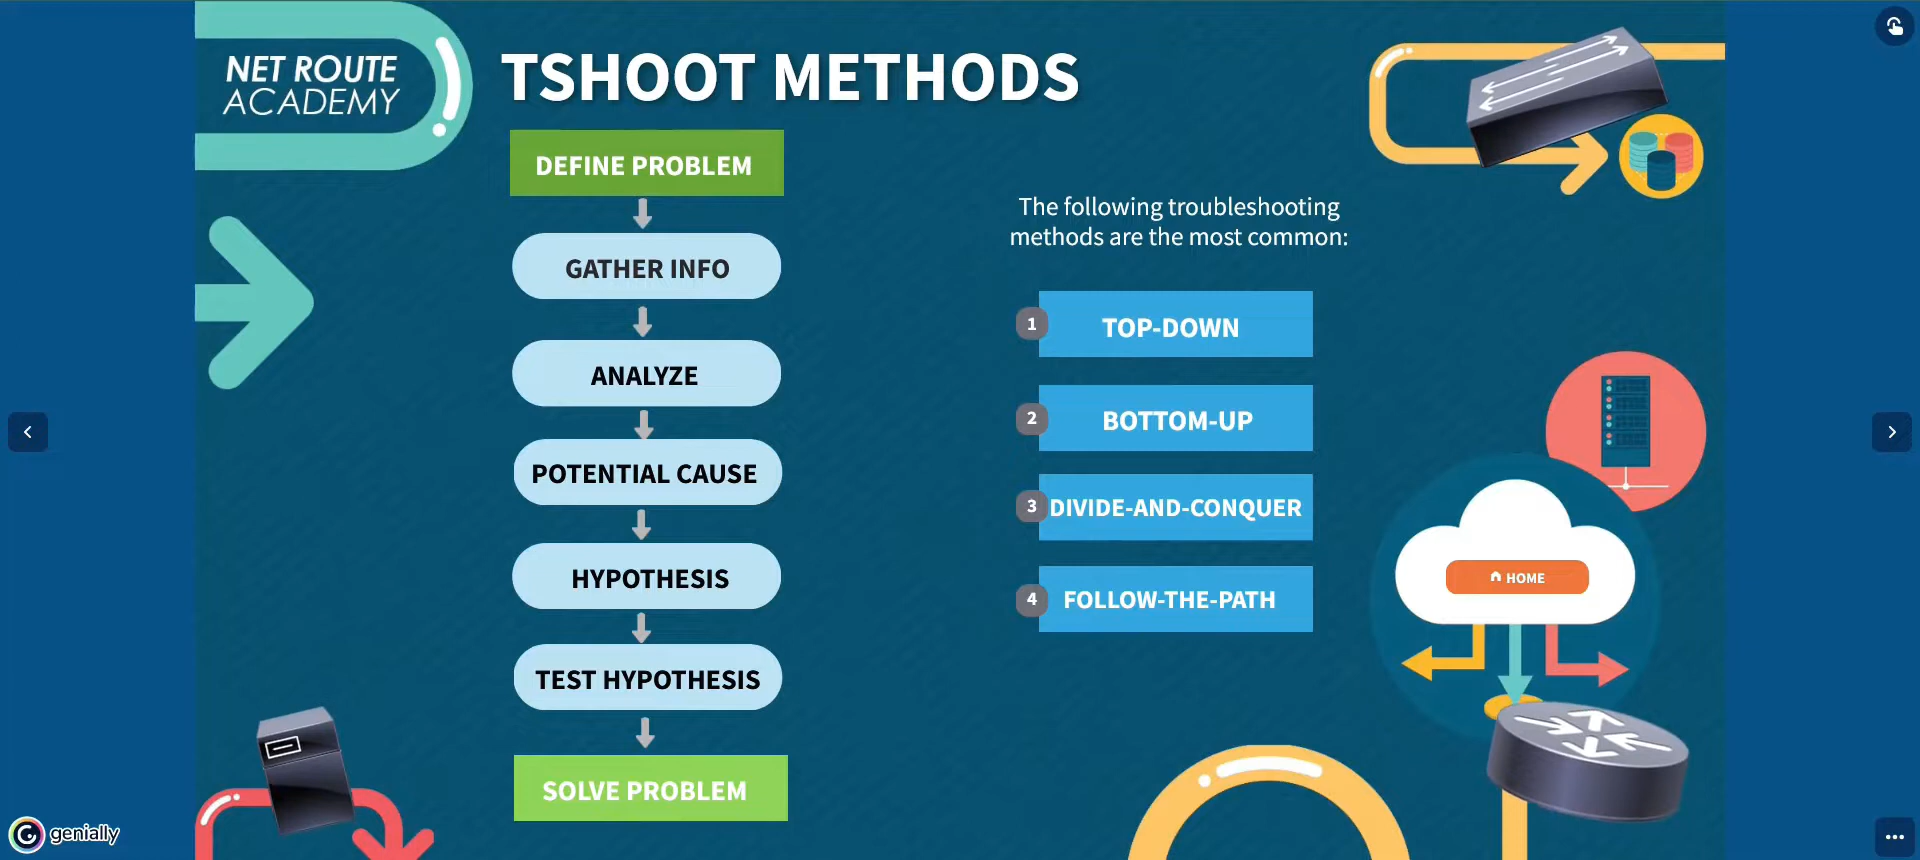 NET ROUTE
ACADEMY
TSHOOT METHODS
DEFINE PROBLEM
GATHER INFO
ANALYZE
POTENTIAL CAUSE
HYPOTHESIS
TEST HYPOTHESIS
SOLVE PROBLEM
The following troubleshooting
methods are the most common:
1 TOP-DOWN
2 BOTTOM-UP
3 DIVIDE-AND-CONQUER
4 FOLLOW-THE-PATH
HOME
genially